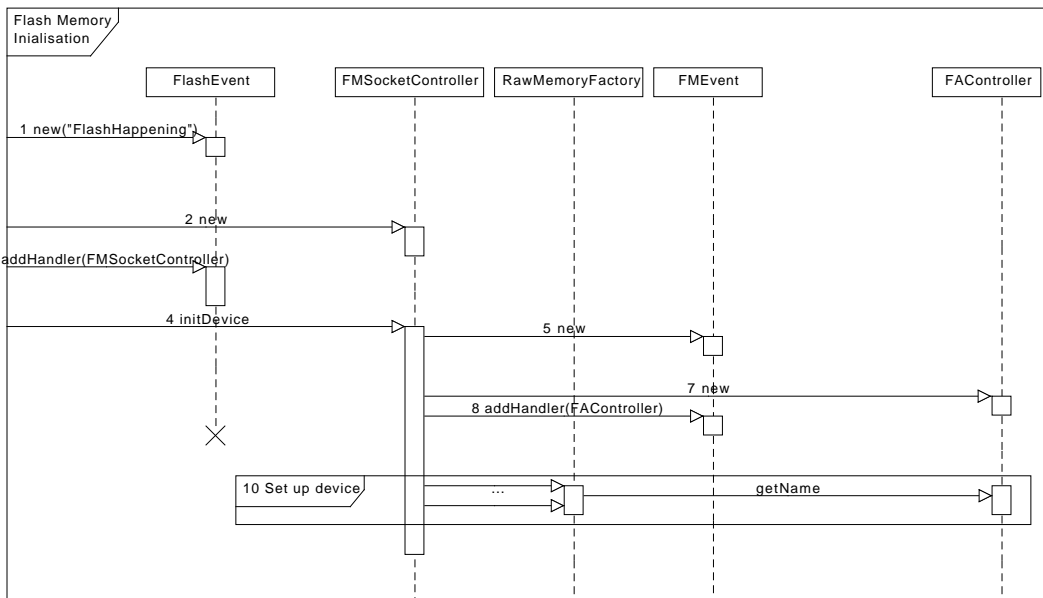 Flash Memory
Inialisation
FlashEvent
FMSocketController
RawMemoryFactory
FMEvent
FAController
1 new("FlashHappening")
2 new
addHandler(FMSocketController)
4 initDevice
5 new
7 new
8 addHandler(FAController)
10 Set up device
...
getName